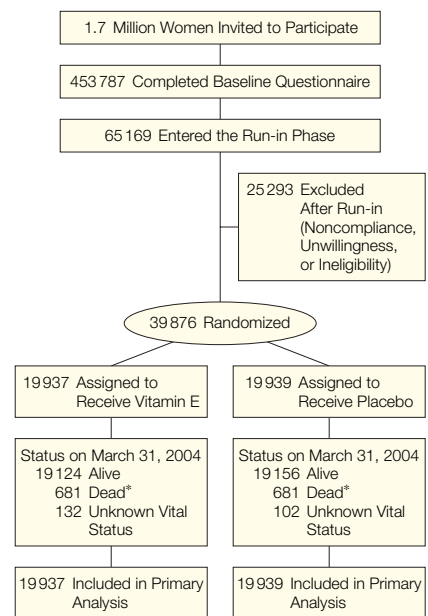 1.7 Million Women Invited to Participate
453 787 Completed Baseline Questionnaire
65 169 Entered the Run-in Phase
25 293 Excluded
After Run-in
(Noncompliance,
Unwillingness,
or Ineligibility)
39 876 Randomized
19 937 Assigned to
Receive Vitamin E
19 939 Assigned to
Receive Placebo
Status on March 31, 2004
19 124 Alive
681 Dead*
132 Unknown Vital
Status
Status on March 31, 2004
19 156 Alive
681 Dead*
102 Unknown Vital
Status
19 937 Included in Primary
Analysis
19 939 Included in Primary
Analysis